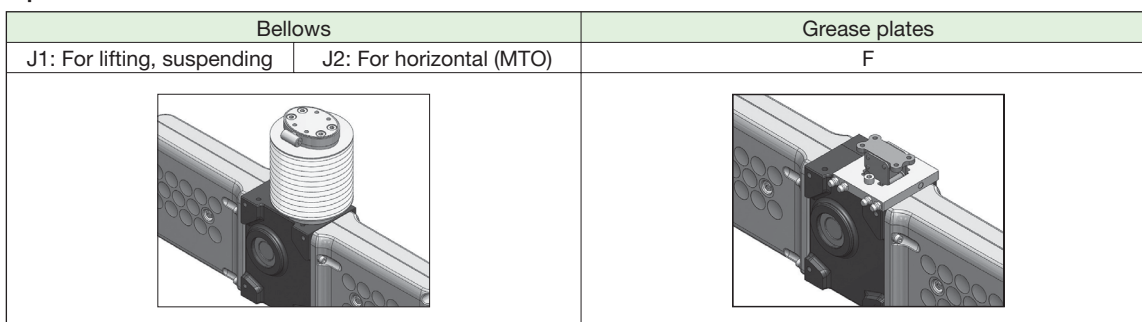 Bellows
Grease plates
J1: For lifting, suspending
J2: For horizontal (MTO)
F